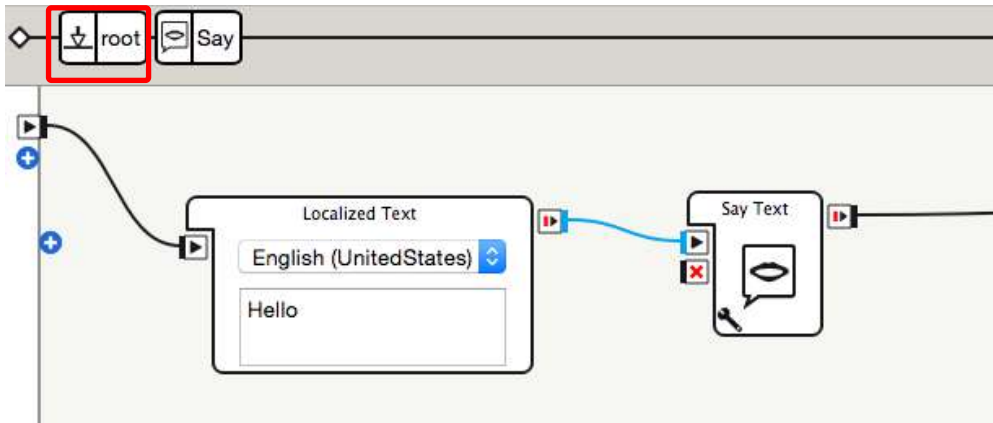 root
Say
Localized Text
Say Text
English (UnitedStates)
Hello